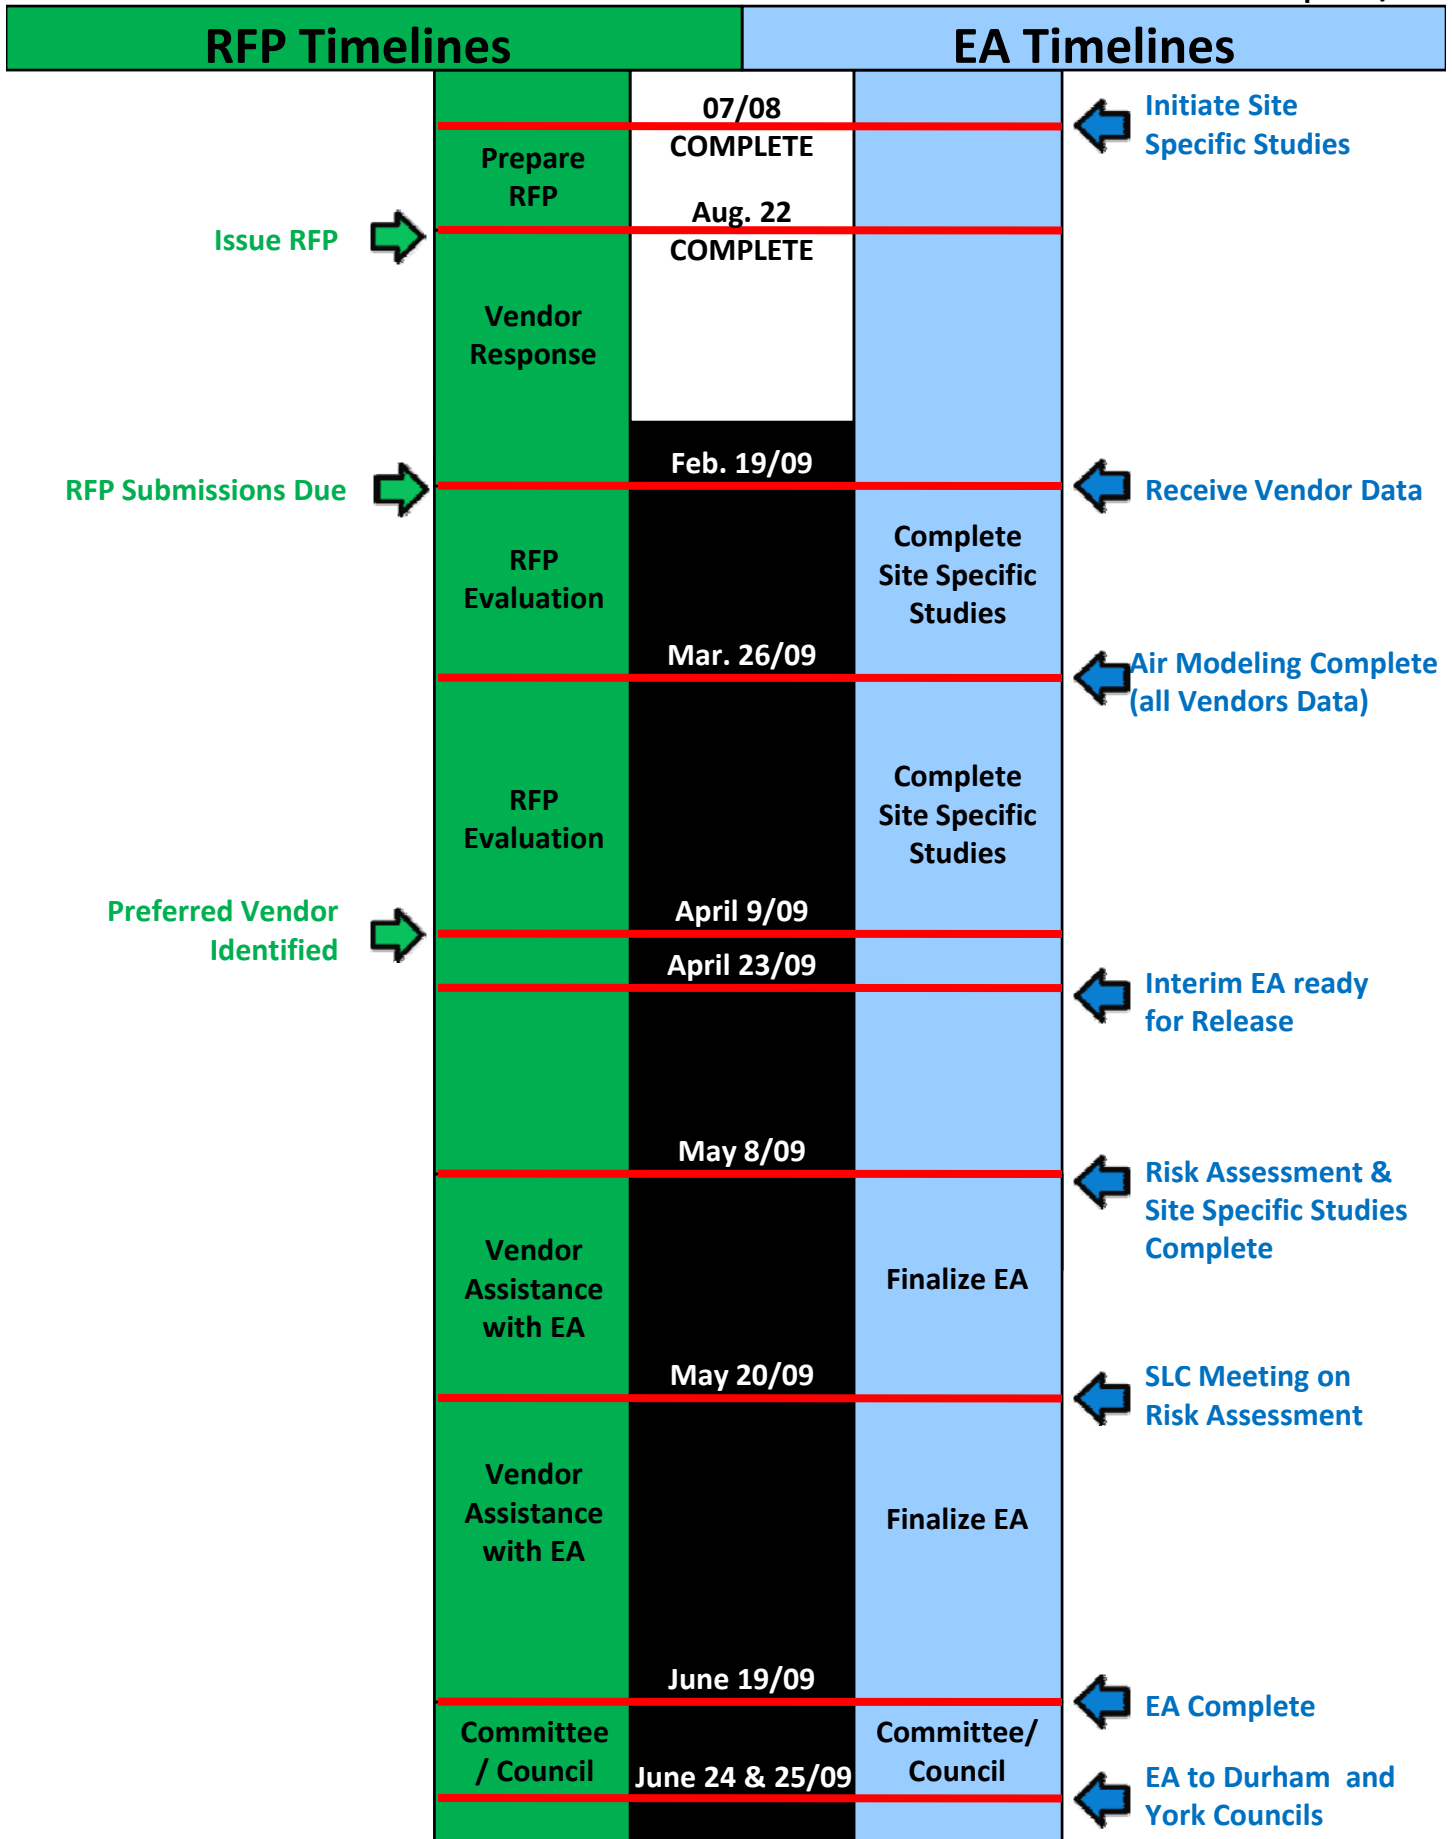 RFP Timelines
EA Timelines
07/08
COMPLETE
Initiate Site
Specific Studies
Prepare
RFP
Aug. 22
COMPLETE
Issue RFP
Vendor
Response
Feb. 19/09
RFP Submissions Due
Receive Vendor Data
RFP
Evaluation
Complete
Site Specific
Studies
Mar. 26/09
Air Modeling Complete
(all Vendors Data)
RFP
Evaluation
Complete
Site Specific
Studies
Preferred Vendor
Identified
April 9/09
April 23/09
Interim EA ready
for Release
May 8/09
Risk Assessment &
Site Specific Studies
Complete
Vendor
Assistance
with EA
Finalize EA
May 20/09
SLC Meeting on
Risk Assessment
Vendor
Assistance
with EA
Finalize EA
June 19/09
EA Complete
Committee
/ Council
Committee/
Council
June 24 & 25/09
EA to Durham and
York Councils